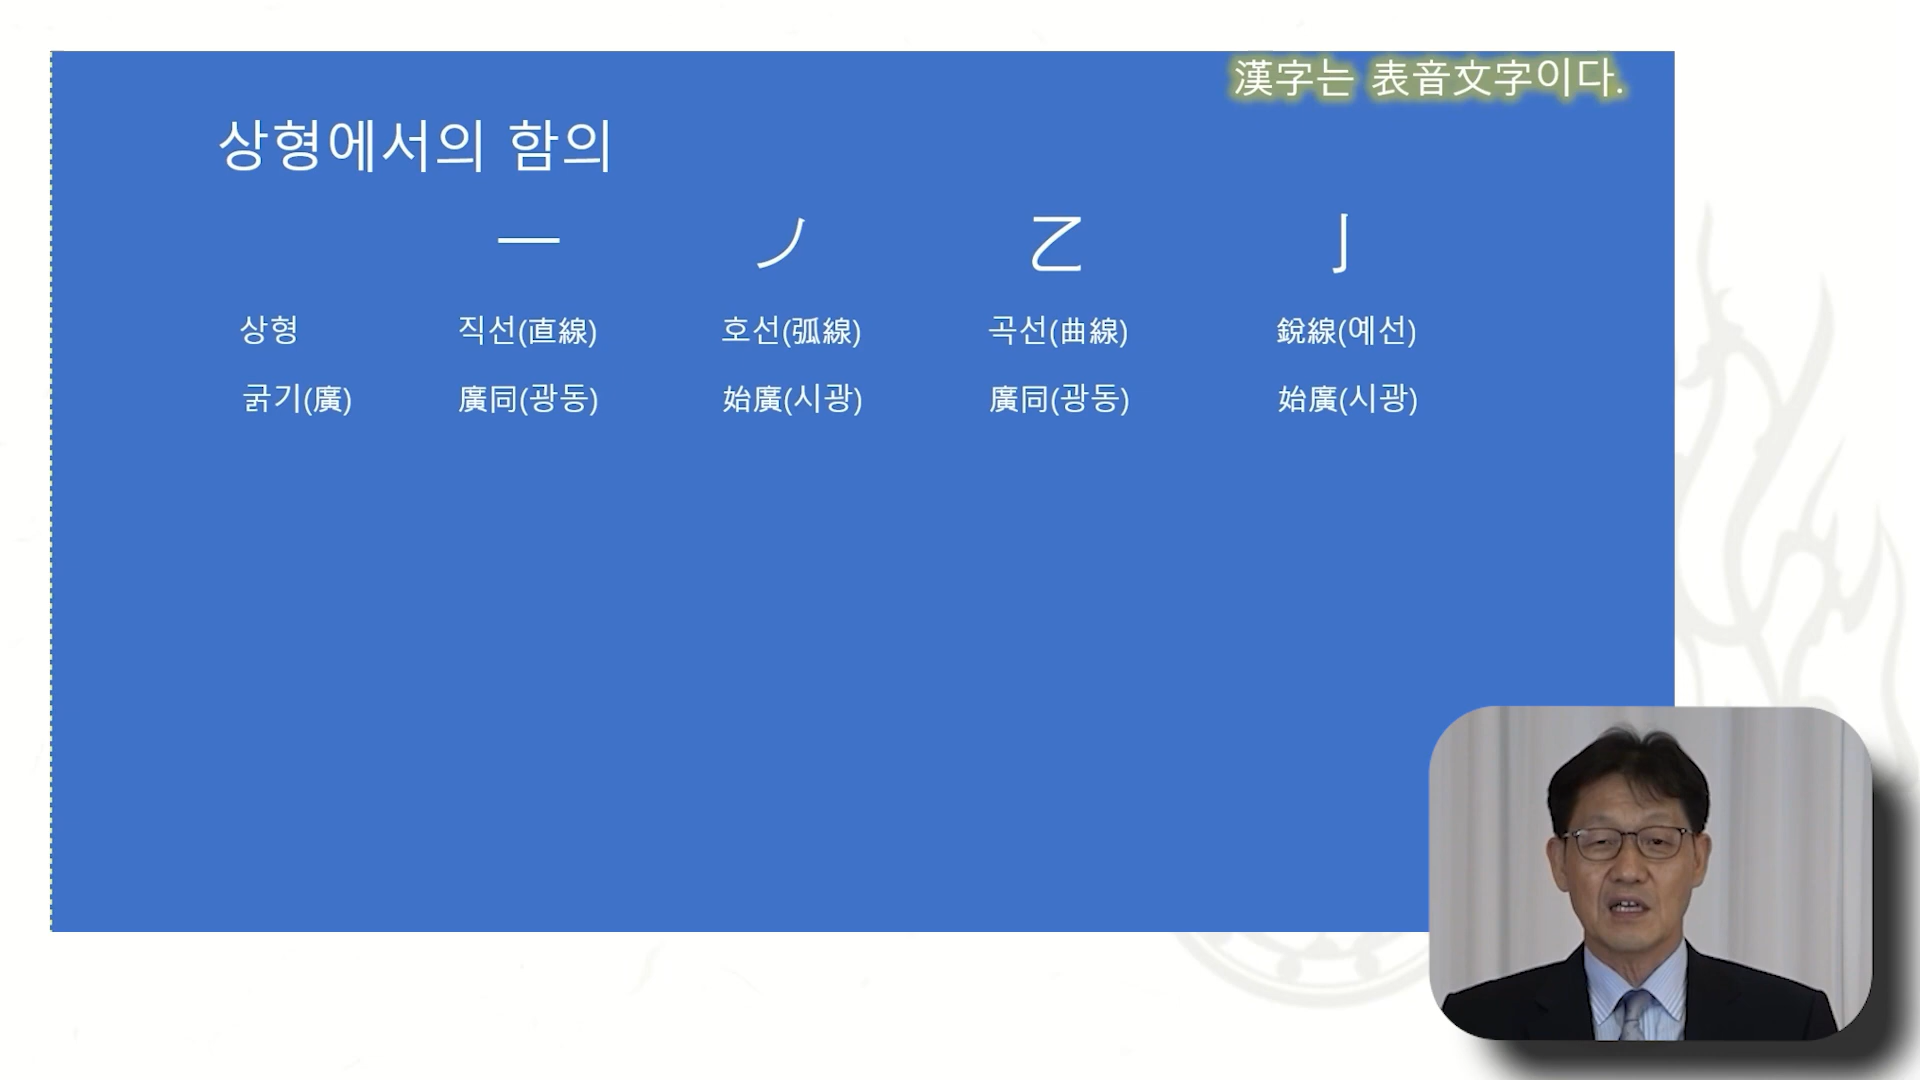 漢字는 表音文字이다.
상형에서의 함의
一 丿 乙 亅
상형 직선(直線) 호선(弧線) 곡선(曲線) 銳線(예선)
굵기(廣) 廣同(광동) 始廣(시광) 廣同(광동) 始廣(시광)